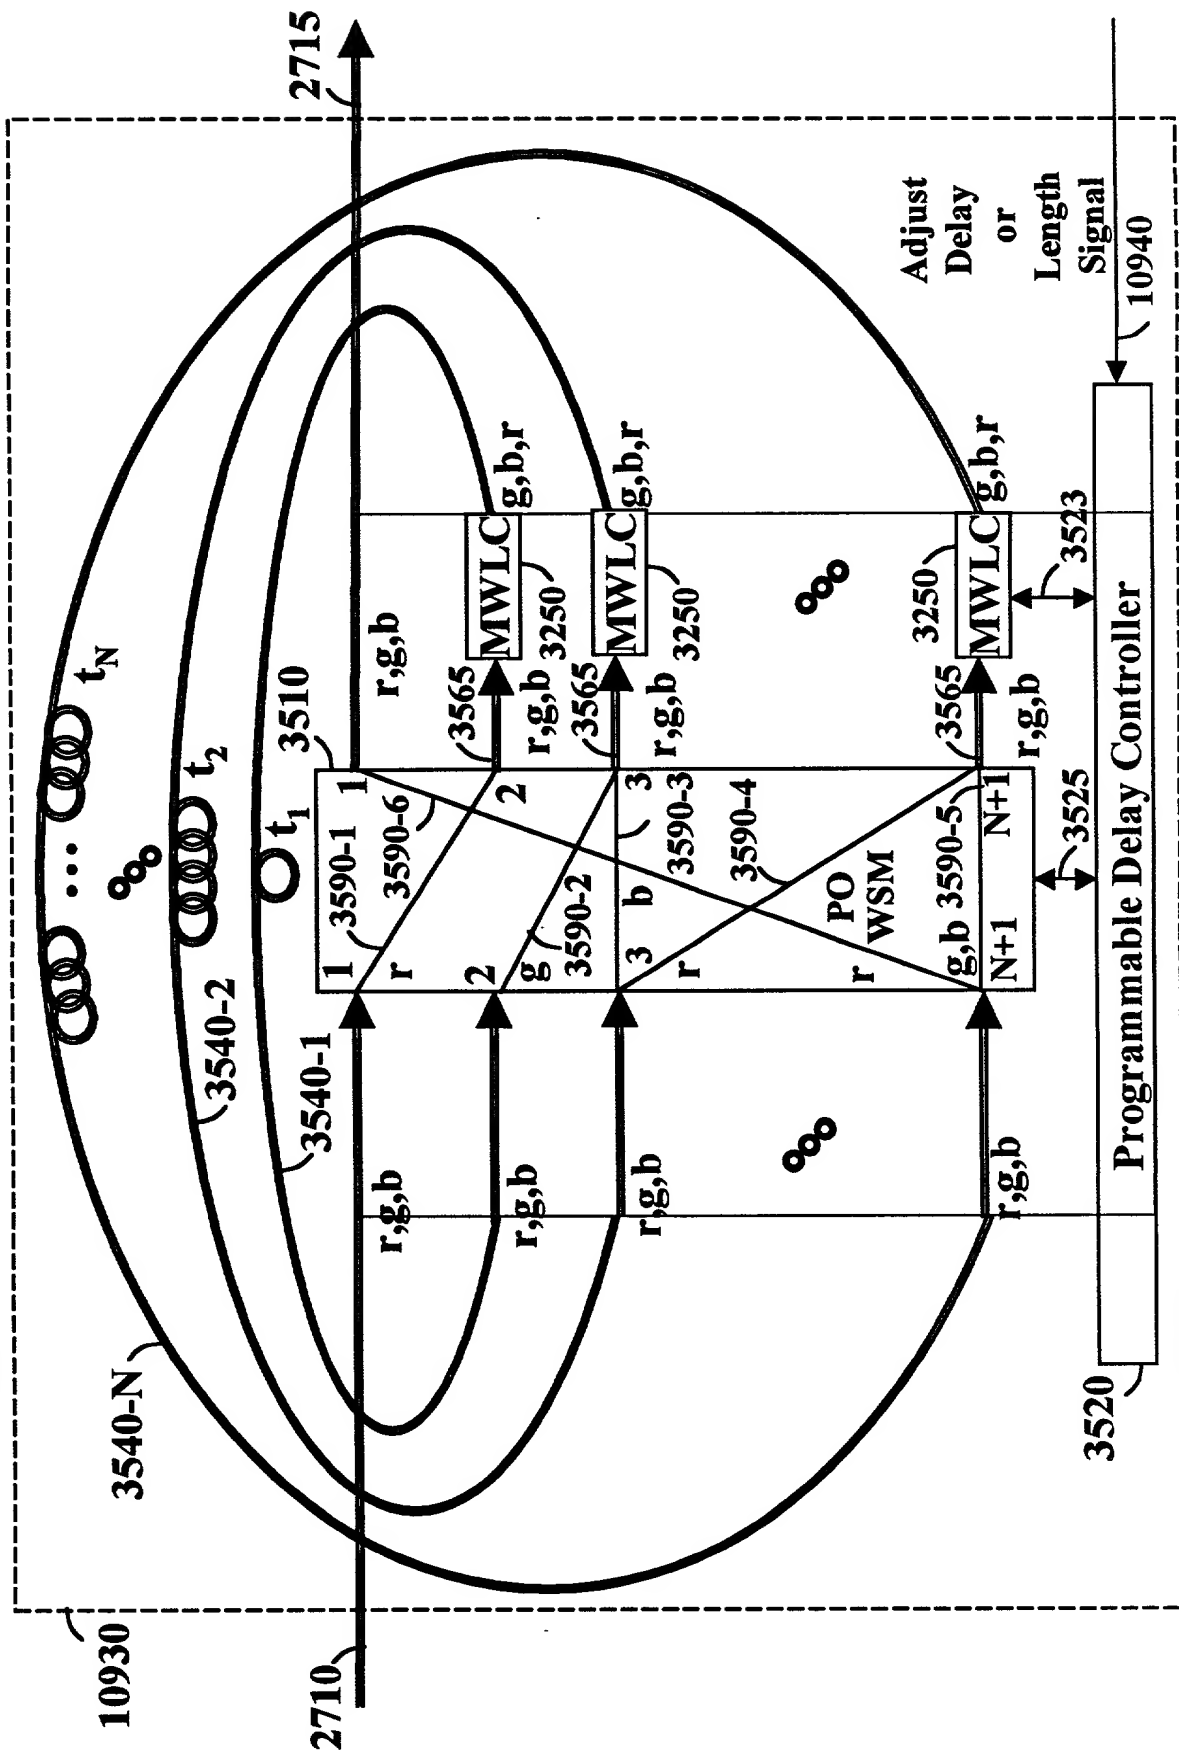 10930
2710
2715
3540-N
3540-2
3540-1
t1
t2
tN
...
3510
r,g,b
r,g,b
r,g,b
r,g,b
1
2
3
N+1
r
g
b
r
r
g,b
3590-1
3590-6
3590-2
3590-3
3590-4
3590-5
PO
WSM
1
2
3
N+1
r,g,b
3565
r,g,b
3565
r,g,b
3565
r,g,b
MWLC
3250
g,b,r
MWLC
3250
g,b,r
3250
MWLC
g,b,r
3525
3523
Adjust
Delay
or
Length
Signal
10940
Programmable Delay Controller
3520